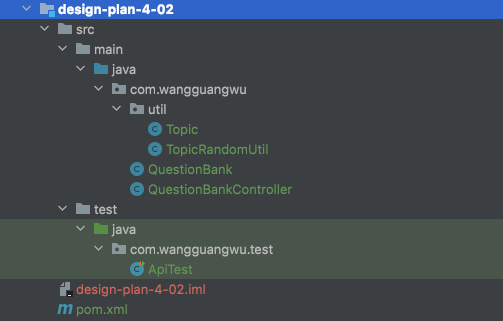 design-plan-4-02
src
main
java
com.wangguangwu
util
Topic
TopicRandomUtil
QuestionBank
QuestionBankController
test
java
com.wangguangwu.test
ApiTest
design-plan-4-02.iml
pom.xml